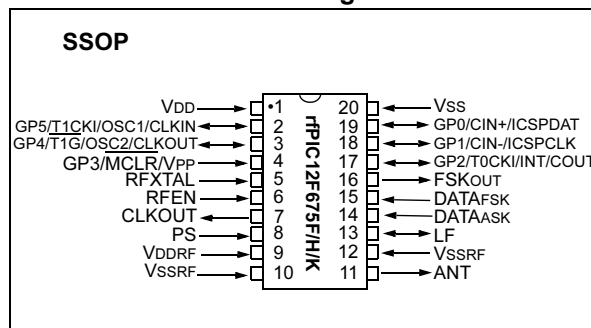 SSOP
VDD
GP5/T1CKI/OSC1/CLKIN
GP4/T1G/OSC2/CLKOUT
GP3/MCLR/VPP
RFXTAL
RFEN
CLKOUT
PS
VDDRF
VSSRF
•1
2
3
4
5
6
7
8
9
10
rfPIC12F675F/H/K
20
19
18
17
16
15
14
13
12
11
VSS
GP0/CIN+/ICSPDAT
GP1/CIN-/ICSPCLK
GP2/T0CKI/INT/COUT
FSKOUT
DATAFSK
DATAASK
LF
VSSRF
ANT